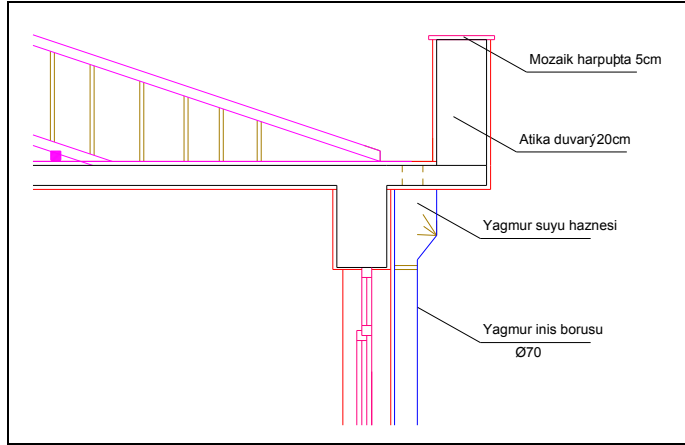 Mozaik harpuþta 5cm
Atika duvarý20cm
Yagmur suyu haznesi
Yagmur inis borusu
Ø70